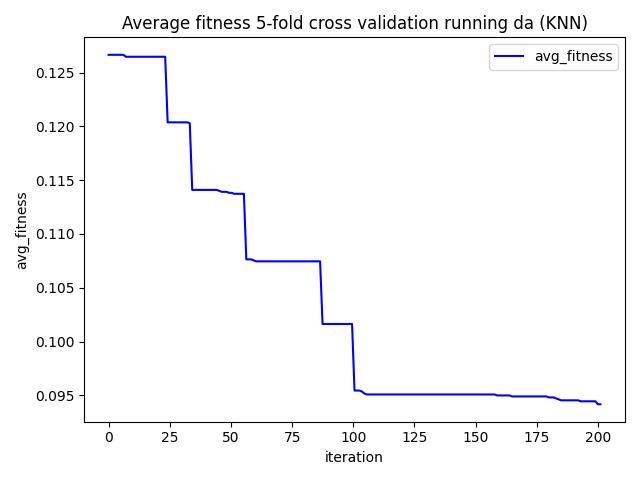 Average fitness 5-fold cross validation running da (KNN)
avg_fitness
0.125
0.120
0.115
0.110
0.105
0.100
0.095
avg_fitness
0 25 50 75 100 125 150 175 200
iteration